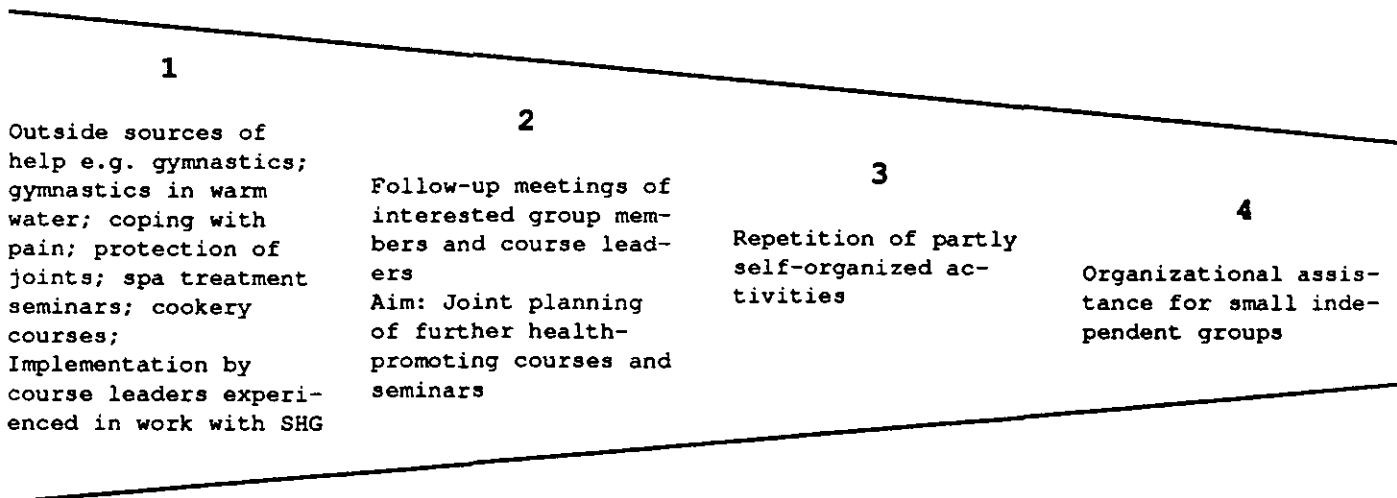 1
Outside sources of
help e.g. gymnastics;
gymnastics in warm
water; coping with
pain; protection of
joints; spa treatment
seminars; cookery
courses;
Implementation by
course leaders experi-
enced in work with SHG
2
Follow-up meetings of
interested group mem-
bers and course lead-
ers
Aim: Joint planning
of further health-
promoting courses and
seminars
3
Repetition of partly
self-organized ac-
tivities
4
Organizational assis-
tance for small inde-
pendent groups